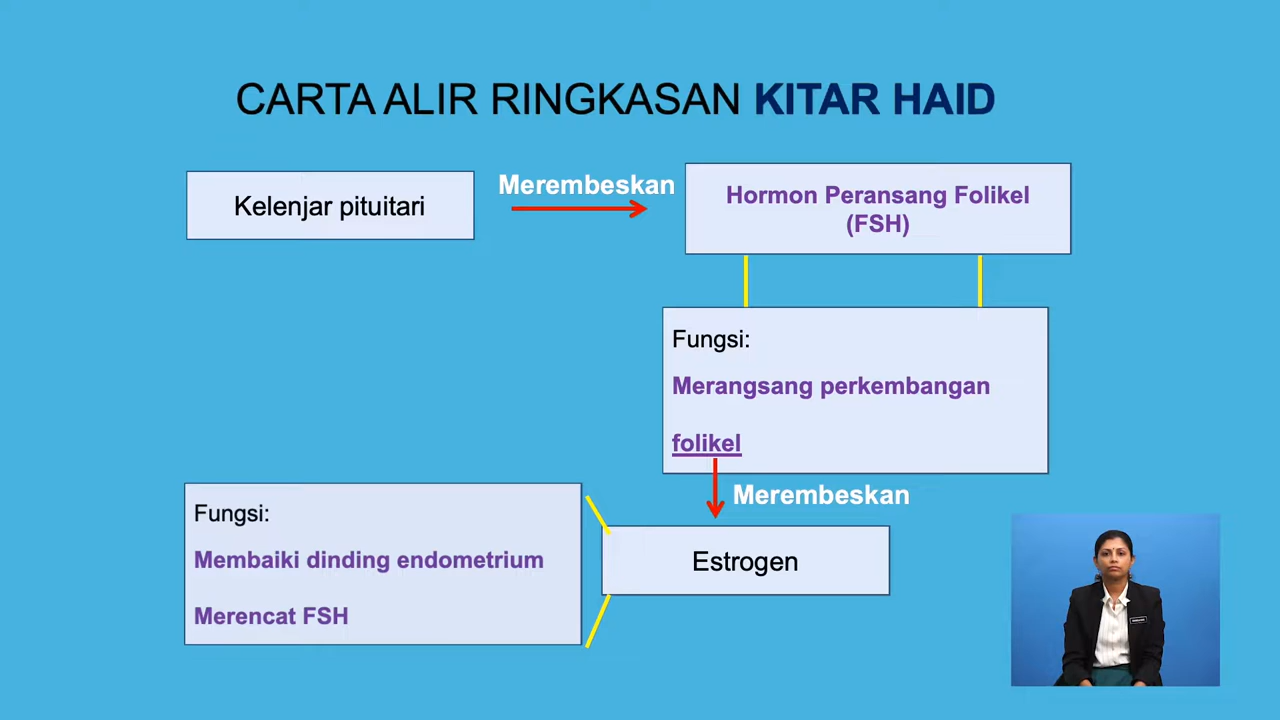 CARTA ALIR RINGKASAN KITAR HAID
Kelenjar pituitari
Merembeskan
Hormon Peransang Folikel
(FSH)
Fungsi:
Merangsang perkembangan
folikel
Merembeskan
Estrogen
Fungsi:
Membaiki dinding endometrium
Merencat FSH